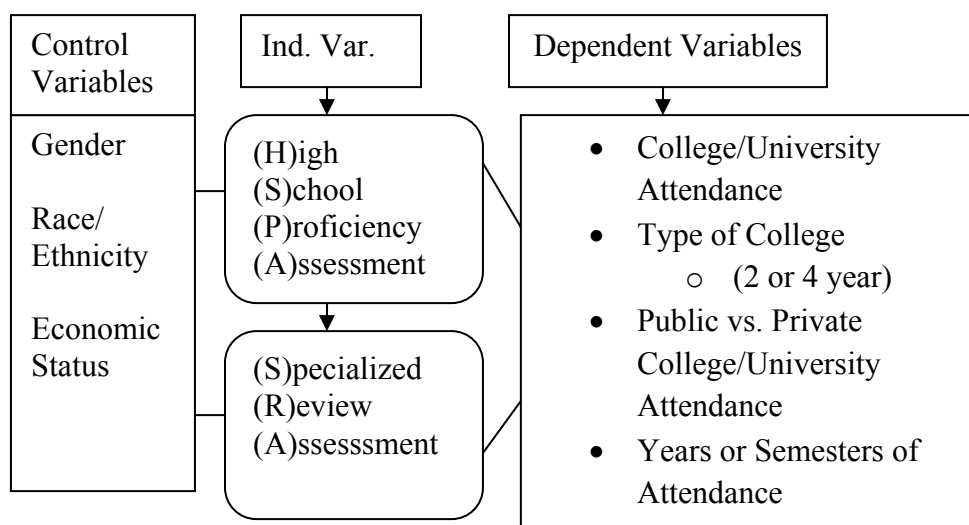 Control
Variables
Gender
Race/
Ethnicity
Economic
Status
Ind. Var.
(H)igh
(S)chool
(P)roficiency
(A)ssessment
(S)pecialized
(R)eview
(A)ssesssment
Dependent Variables
• College/University
Attendance
• Type of College
o (2 or 4 year)
• Public vs. Private
College/University
Attendance
• Years or Semesters of
Attendance